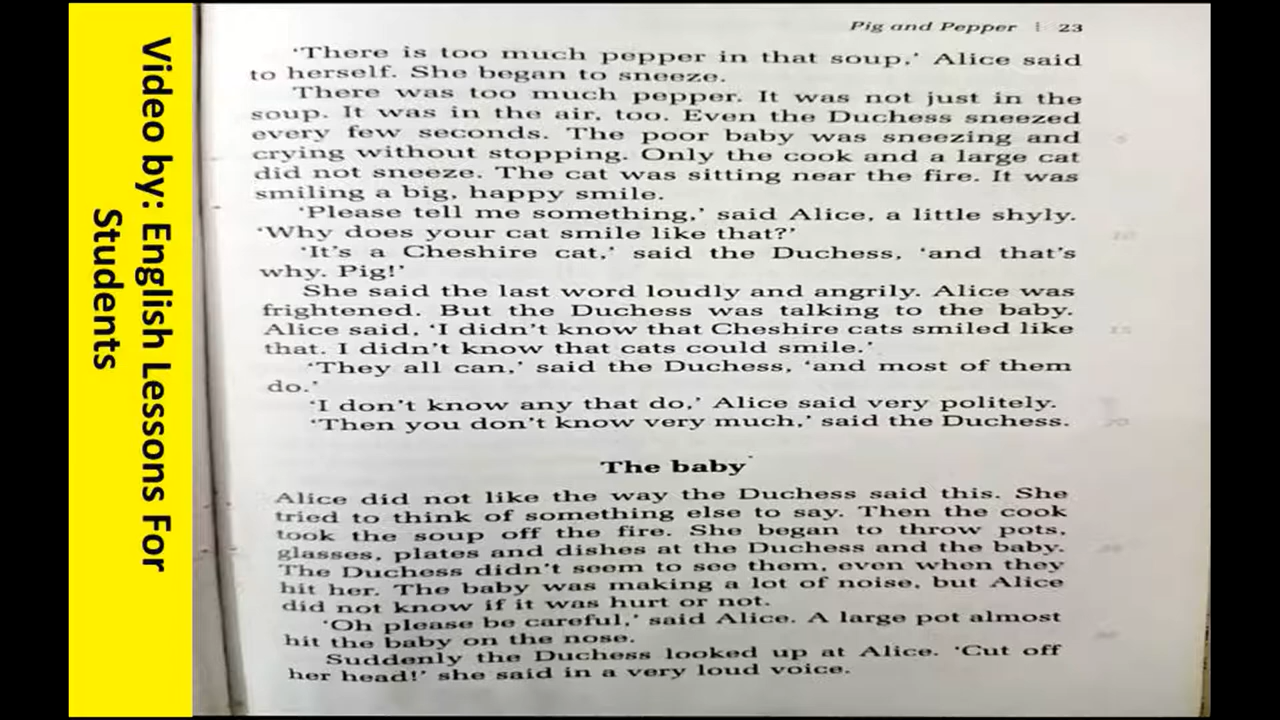 Video by: English Lessons For
Students
Pig and Pepper | 23
'There is too much pepper in that soup,' Alice said
to herself. She began to sneeze.
There was too much pepper. It was not just in the
soup. It was in the air, too. Even the Duchess sneezed
every few seconds. The poor baby was sneezing and
crying without stopping. Only the cook and a large cat
did not sneeze. The cat was sitting near the fire. It was
smiling a big, happy smile.
'Please tell me something,' said Alice, a little shyly.
'Why does your cat smile like that?'
'It's a Cheshire cat,' said the Duchess, 'and that's
why. Pig!'
She said the last word loudly and angrily. Alice was
frightened. But the Duchess was talking to the baby.
Alice said, 'I didn't know that Cheshire cats smiled like
that. I didn't know that cats could smile.'
'They all can,' said the Duchess, 'and most of them
do.'
'I don't know any that do,' Alice said very politely.
'Then you don't know very much,' said the Duchess.
The baby
Alice did not like the way the Duchess said this. She
tried to think of something else to say. Then the cook
took the soup off the fire. She began to throw pots,
glasses, plates and dishes at the Duchess and the baby.
The Duchess didn't seem to see them, even when they
hit her. The baby was making a lot of noise, but Alice
did not know if it was hurt or not.
'Oh please be careful,' said Alice. A large pot almost
hit the baby on the nose.
Suddenly the Duchess looked up at Alice. 'Cut off
her head!' she said in a very loud voice.